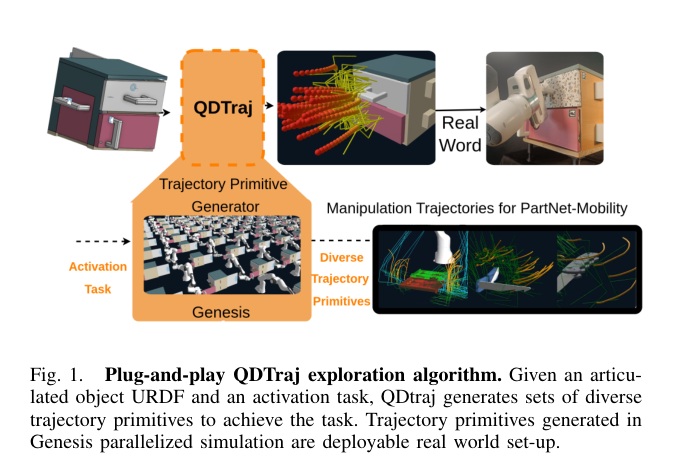 QDTraj
Real
Word
Trajectory Primitive
Generator
Manipulation Trajectories for PartNet-Mobility
Activation
Task
Diverse
Trajectory
Primitives
Genesis
Fig. 1. Plug-and-play QDTraj exploration algorithm. Given an articu-
lated object URDF and an activation task, QDtraj generates sets of diverse
trajectory primitives to achieve the task. Trajectory primitives generated in
Genesis parallelized simulation are deployable real world set-up.